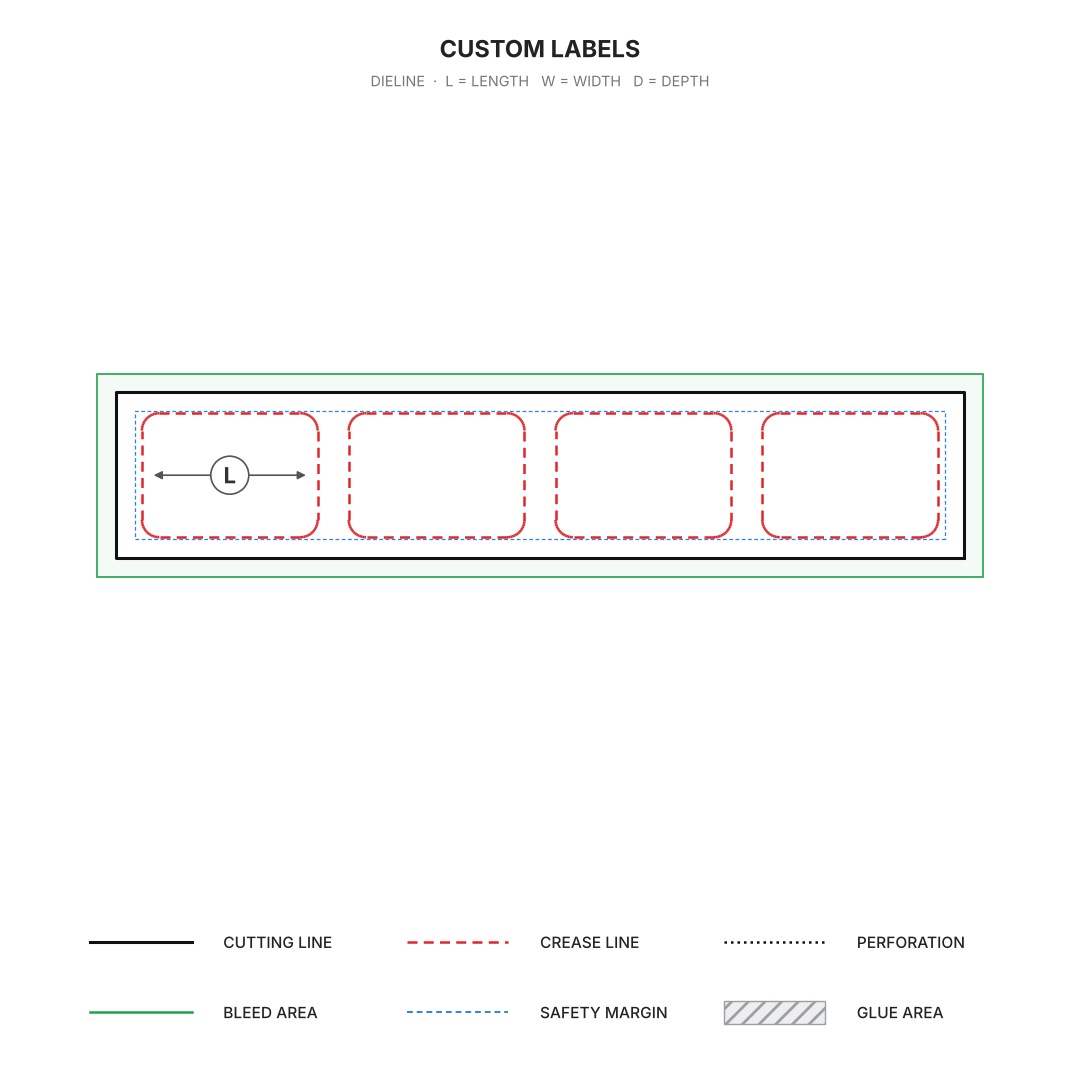 CUSTOM LABELS
DIELINE · L = LENGTH W = WIDTH D = DEPTH
L
CUTTING LINE
CREASE LINE
PERFORATION
BLEED AREA
SAFETY MARGIN
GLUE AREA